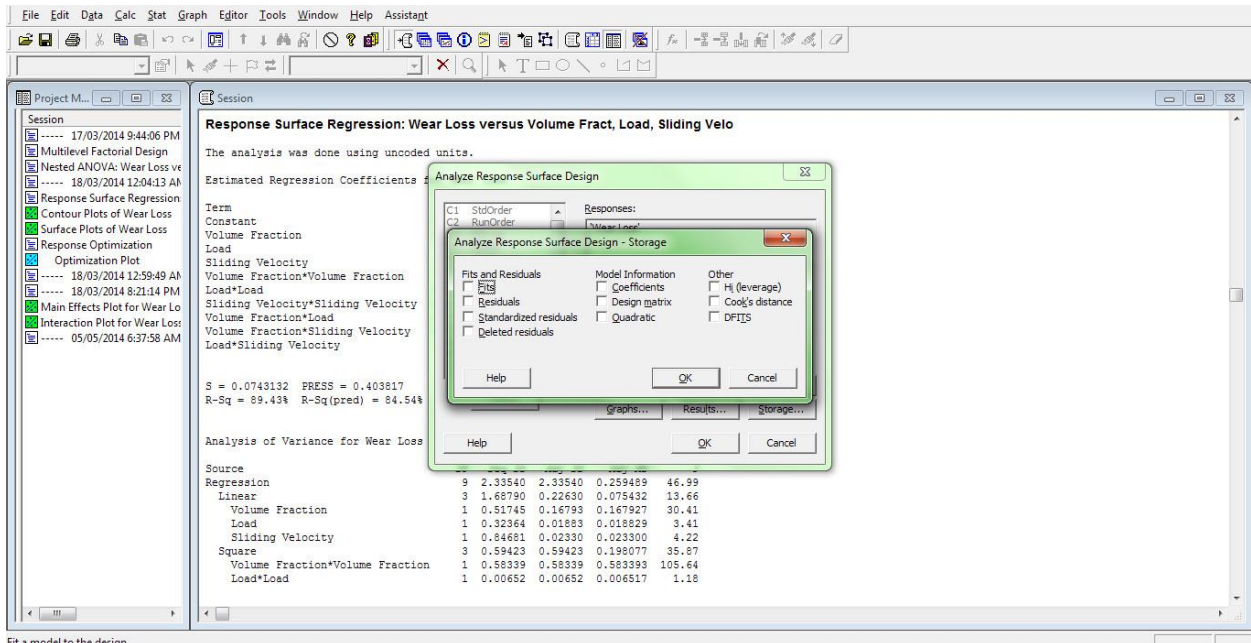 File Edit Data Calc Stat Graph Editor Tools Window Help Assistant
Project M...
Session
----- 17/03/2014 9:44:06 PM
Multilevel Factorial Design
Nested ANOVA: Wear Loss ve
----- 18/03/2014 12:04:13 AM
Response Surface Regression:
Contour Plots of Wear Loss
Surface Plots of Wear Loss
Response Optimization
Optimization Plot
----- 18/03/2014 12:59:49 AM
----- 18/03/2014 8:21:14 PM
Main Effects Plot for Wear Lo
Interaction Plot for Wear Loss
----- 05/05/2014 6:37:58 AM
Session
Response Surface Regression: Wear Loss versus Volume Fract, Load, Sliding Velo
The analysis was done using uncoded units.
Estimated Regression Coefficients f
Term
Constant
Volume Fraction
Load
Sliding Velocity
Volume Fraction*Volume Fraction
Load*Load
Sliding Velocity*Sliding Velocity
Volume Fraction*Load
Volume Fraction*Sliding Velocity
Load*Sliding Velocity
S = 0.0743132 PRESS = 0.403817
R-Sq = 89.43% R-Sq(pred) = 84.54%
Analysis of Variance for Wear Loss
Source
Regression 9 2.33540 2.33540 0.259489 46.99
Linear 3 1.68790 0.22630 0.075432 13.66
Volume Fraction 1 0.51745 0.16793 0.167927 30.41
Load 1 0.32364 0.01883 0.018829 3.41
Sliding Velocity 1 0.84681 0.02330 0.023300 4.22
Square 3 0.59423 0.59423 0.198077 35.87
Volume Fraction*Volume Fraction 1 0.58339 0.58339 0.583393 105.64
Load*Load 1 0.00652 0.00652 0.006517 1.18
Analyze Response Surface Design
C1 StdOrder
C2 RunOrder
Responses:
'Wear Loss'
Graphs... Results... Storage...
Help OK Cancel
Analyze Response Surface Design - Storage
Fits and Residuals
Fits
Residuals
Standardized residuals
Deleted residuals
Model Information
Coefficients
Design matrix
Quadratic
Other
Hi (leverage)
Cook's distance
DFITS
Help OK Cancel
Fit a model to the design